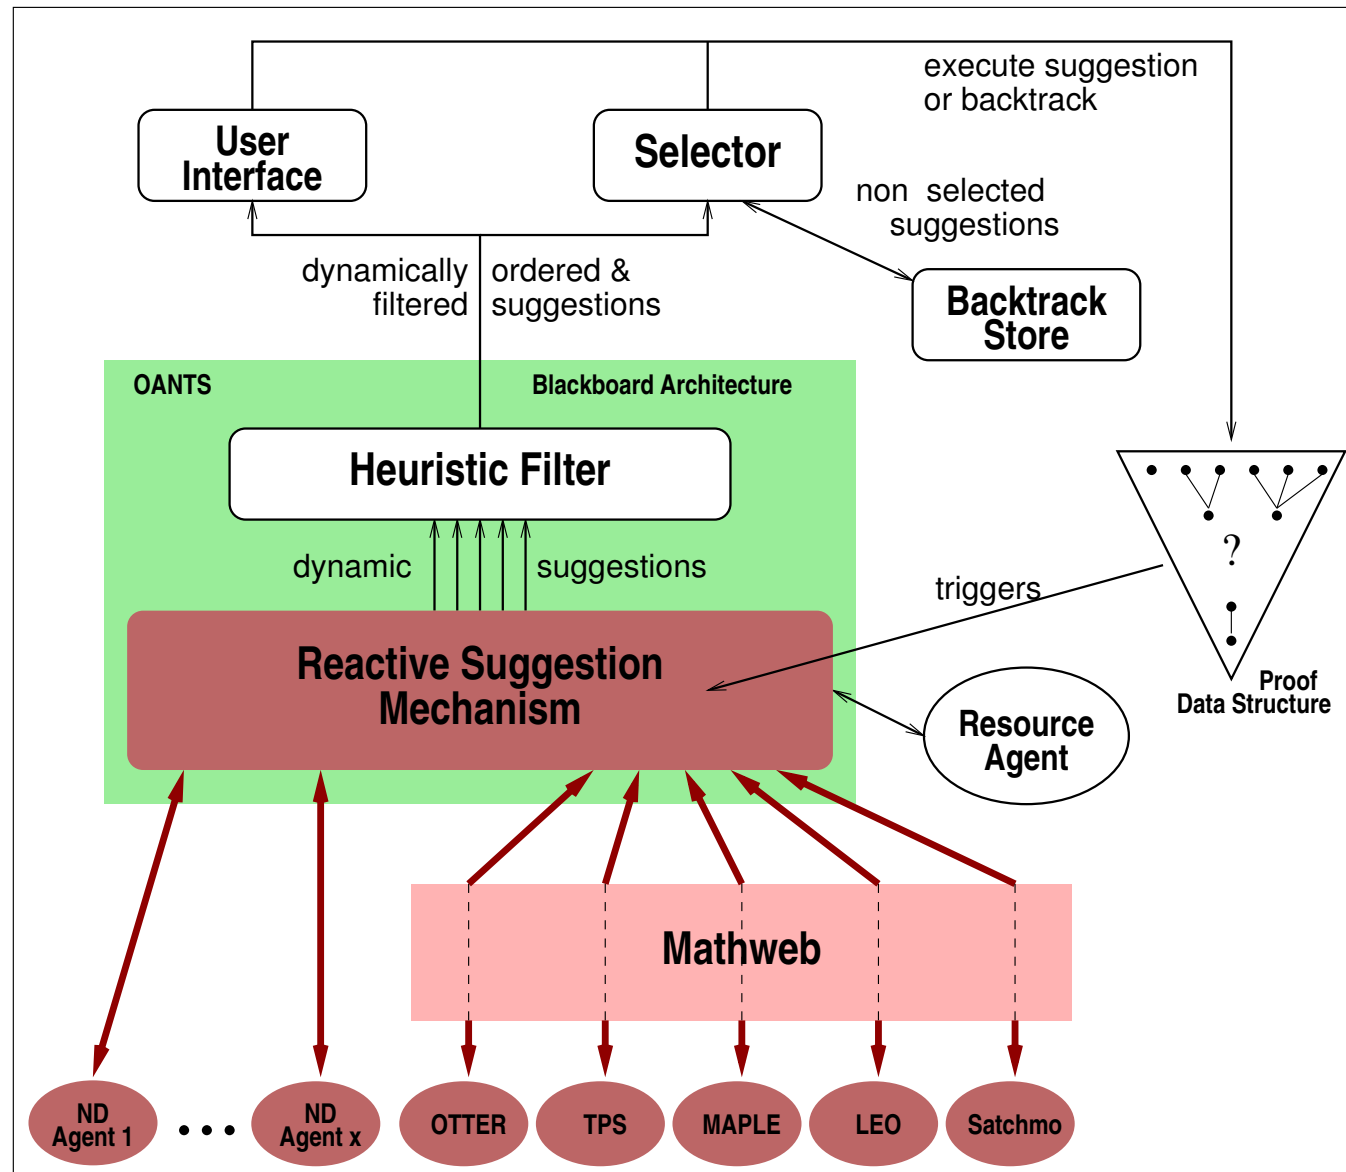 execute suggestion
or backtrack
User
Interface
Selector
non selected
suggestions
dynamically
filtered
ordered &
suggestions
Backtrack
Store
OANTS
Blackboard Architecture
Heuristic Filter
dynamic
suggestions
?
triggers
Reactive Suggestion
Mechanism
Proof
Data Structure
Resource
Agent
Mathweb
ND
Agent 1
ND
Agent x
OTTER
TPS
MAPLE
LEO
Satchmo